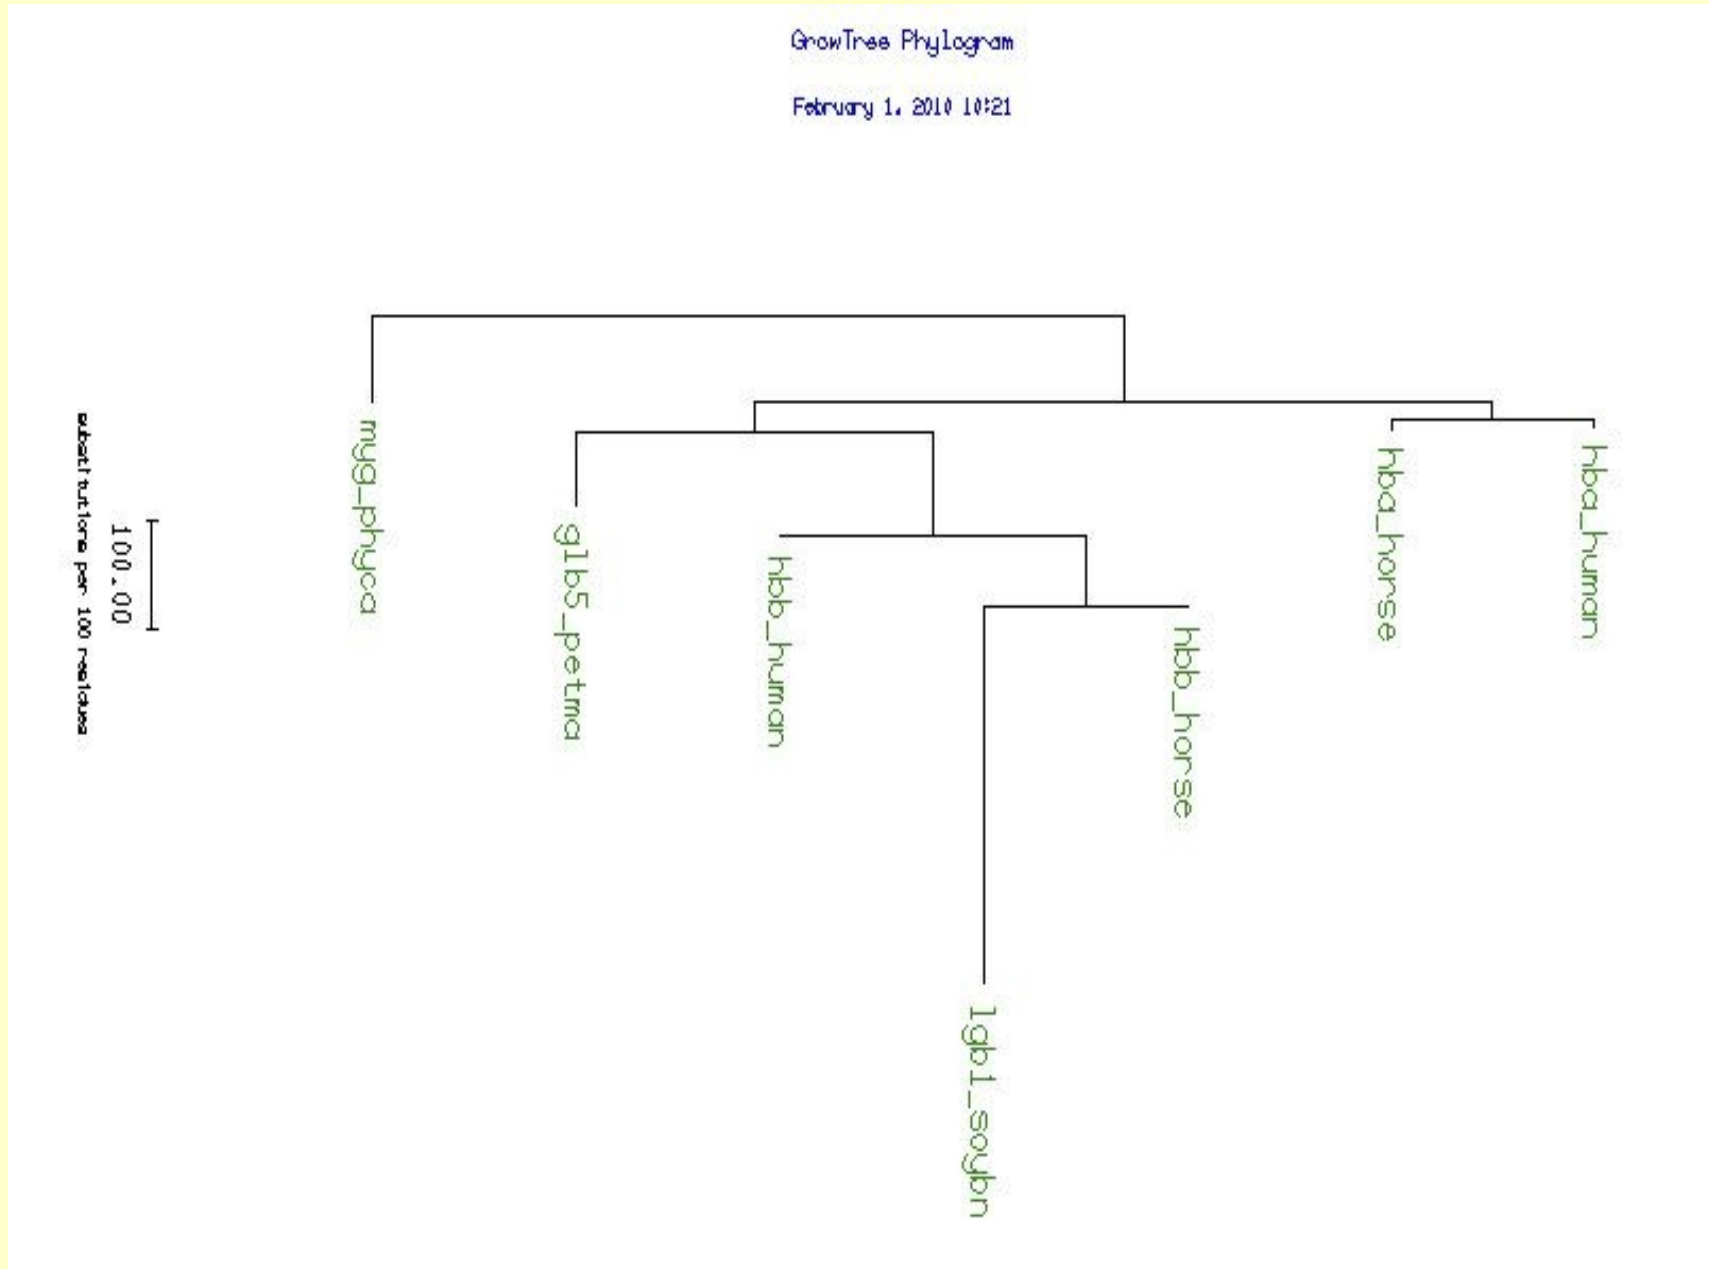 GrowTree Phylogram
February 1, 2010 10:21
myg_phyca
glb5_petma
hbb_human
lgb1_soybn
hbb_horse
hba_horse
hba_human
100.00
substitutions per 100 residues